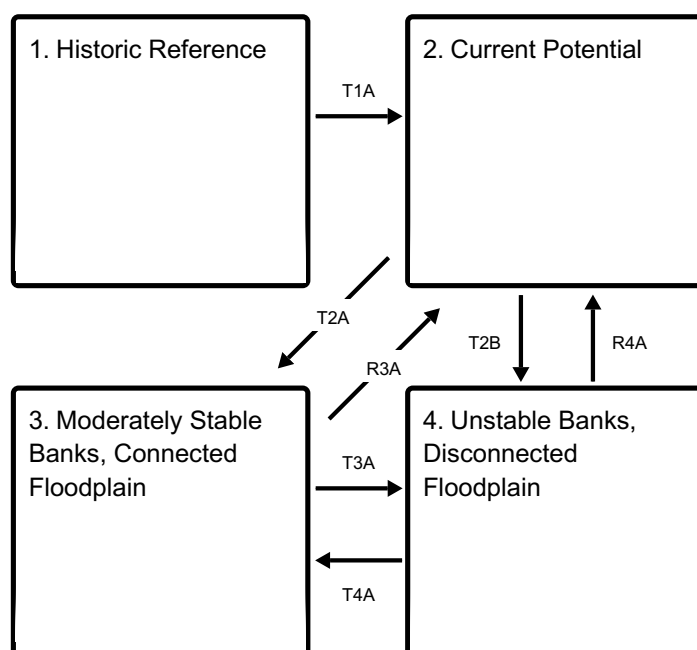 1. Historic Reference
2. Current Potential
T1A
T2A
R3A
T2B
R4A
3. Moderately Stable
Banks, Connected
Floodplain
4. Unstable Banks,
Disconnected
Floodplain
T3A
T4A